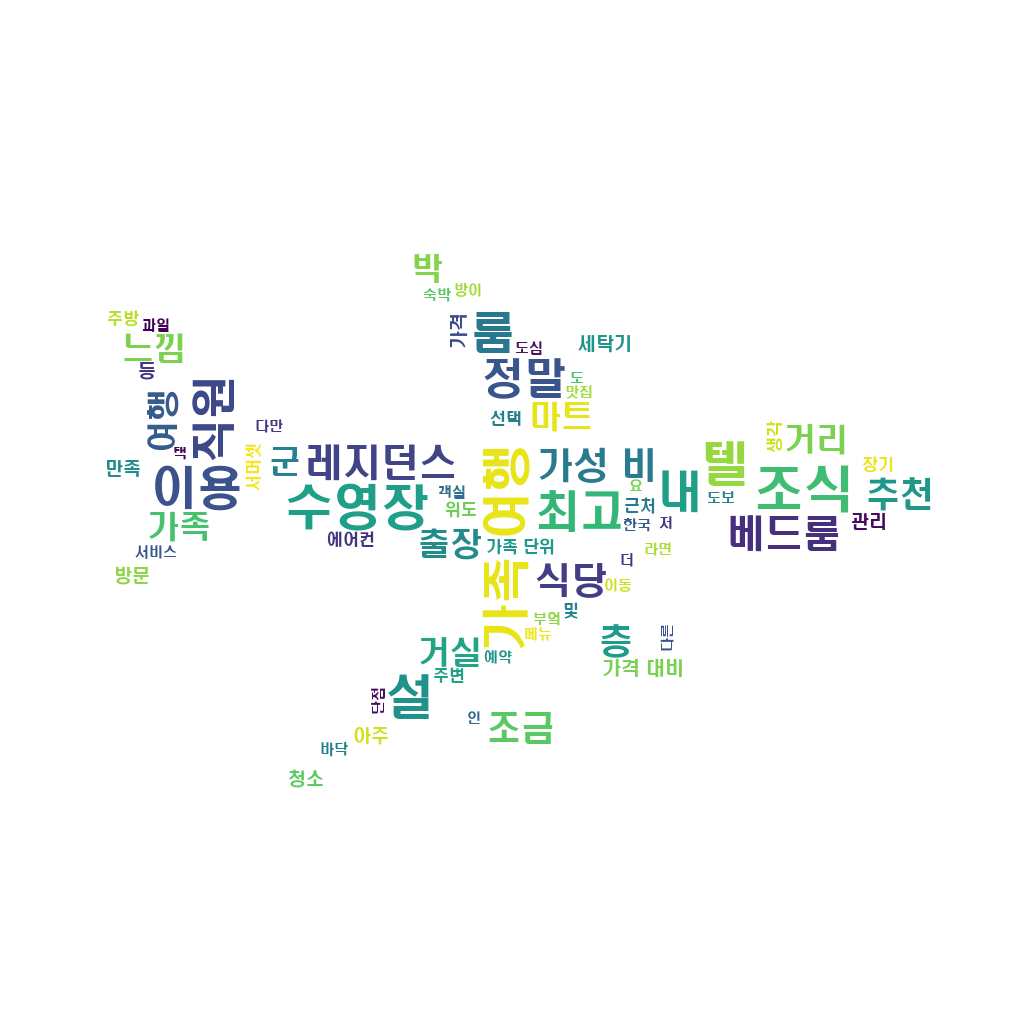 박
숙박
방이
주방
과일
느낌
등
가격
룸
도심
세탁기
정말
도
맛집
선택
마트
여행
직원
다만
택
만족
이용
서머셋
군
레지던스
가족 여행
가성 비
텔
생각
거리
장기
조식
추천
수영장
객실
위도
최고
요
근처
내
도보
한국
저
베드룸
관리
가족
서비스
방문
에어컨
출장
가족 단위
라면
더
식당
이동
및
부엌
메뉴
거실
예약
주변
층
다른
가격 대비
단점
설
인
조금
아주
바닥
청소